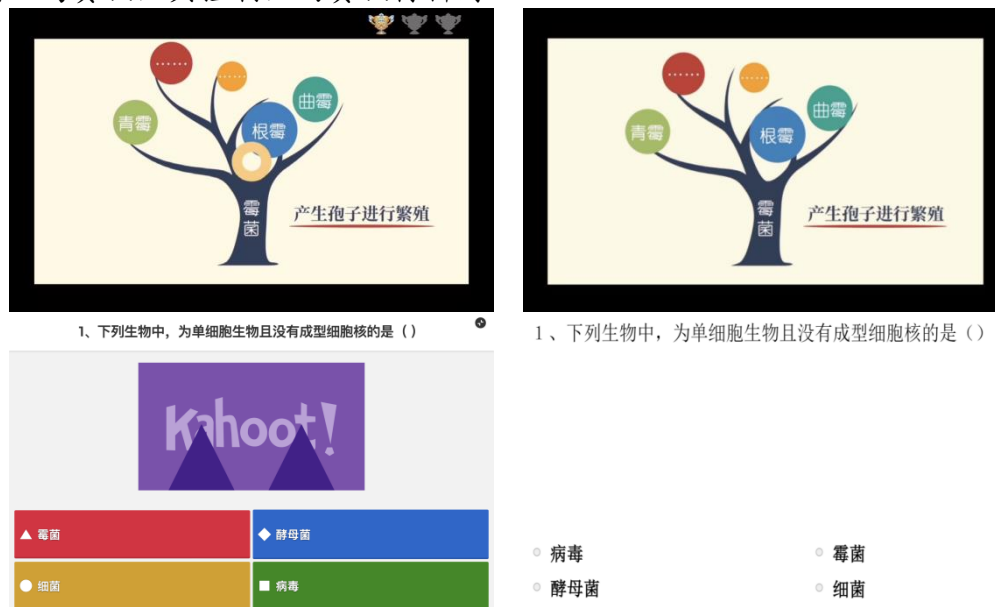 ……
……
曲霉
青霉
根霉
霉菌
产生孢子进行繁殖
……
……
曲霉
青霉
根霉
霉菌
产生孢子进行繁殖
1、下列生物中，为单细胞生物且没有成型细胞核的是（）
Kahoot!
霉菌
酵母菌
细菌
病毒
1、下列生物中，为单细胞生物且没有成型细胞核的是（）
病毒
霉菌
酵母菌
细菌